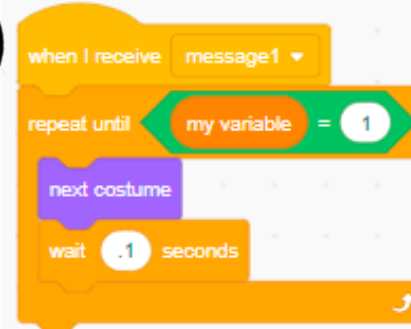 when I receive message1
repeat until my variable = 1
next costume
wait .1 seconds